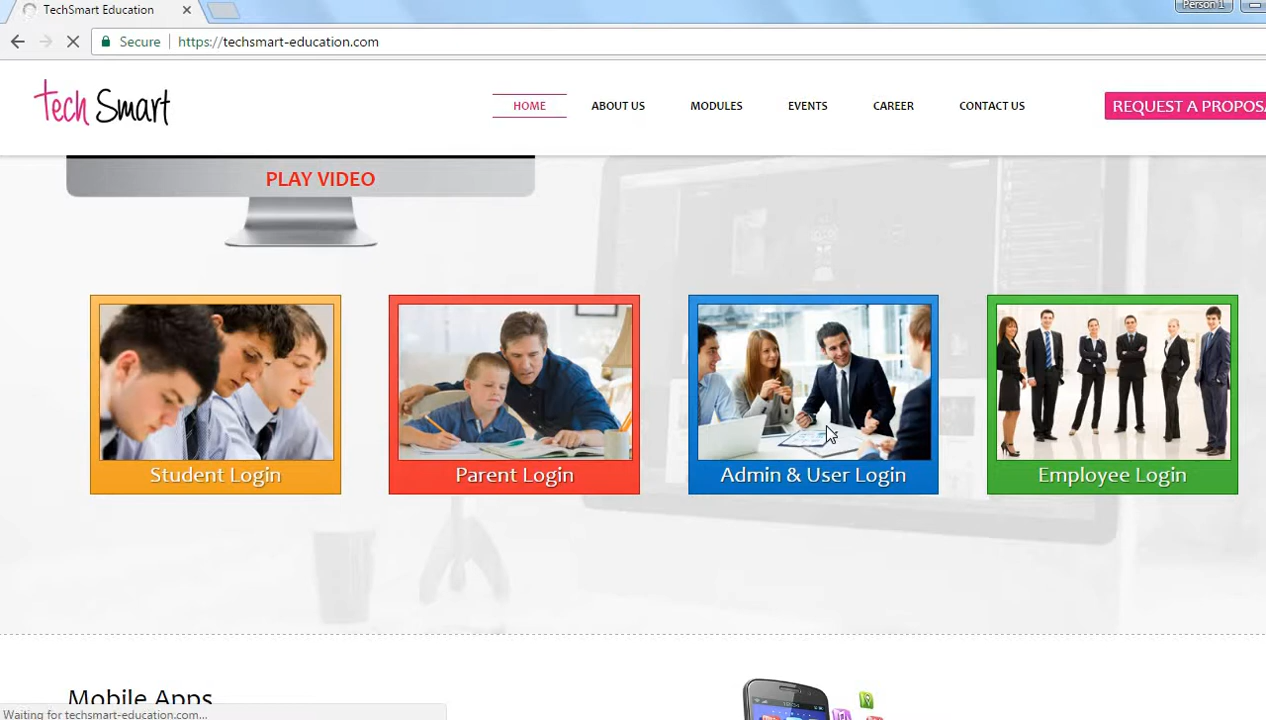 TechSmart Education
Person 1
Secure
https://techsmart-education.com
Tech Smart
HOME
ABOUT US
MODULES
EVENTS
CAREER
CONTACT US
REQUEST A PROPOSA
PLAY VIDEO
Student Login
Parent Login
Admin & User Login
Employee Login
Mobile Apps
Waiting for techsmart-education.com...